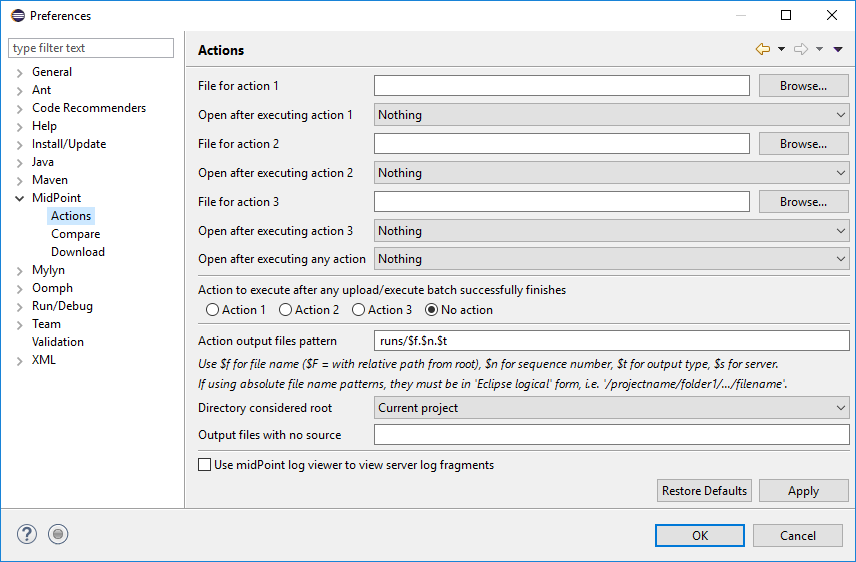 Preferences
type filter text
General
Ant
Code Recommenders
Help
Install/Update
Java
Maven
MidPoint
Actions
Compare
Download
Mylyn
Oomph
Run/Debug
Team
Validation
XML
Actions
File for action 1
Browse...
Open after executing action 1
Nothing
File for action 2
Browse...
Open after executing action 2
Nothing
File for action 3
Browse...
Open after executing action 3
Nothing
Open after executing any action
Nothing
Action to execute after any upload/execute batch successfully finishes
Action 1
Action 2
Action 3
No action
Action output files pattern
runs/$f.$n.$t
Use $f for file name ($F = with relative path from root), $n for sequence number, $t for output type, $s for server.
If using absolute file name patterns, they must be in 'Eclipse logical' form, i.e. '/projectname/folder1/.../filename'.
Directory considered root
Current project
Output files with no source
Use midPoint log viewer to view server log fragments
Restore Defaults
Apply
?
OK
Cancel